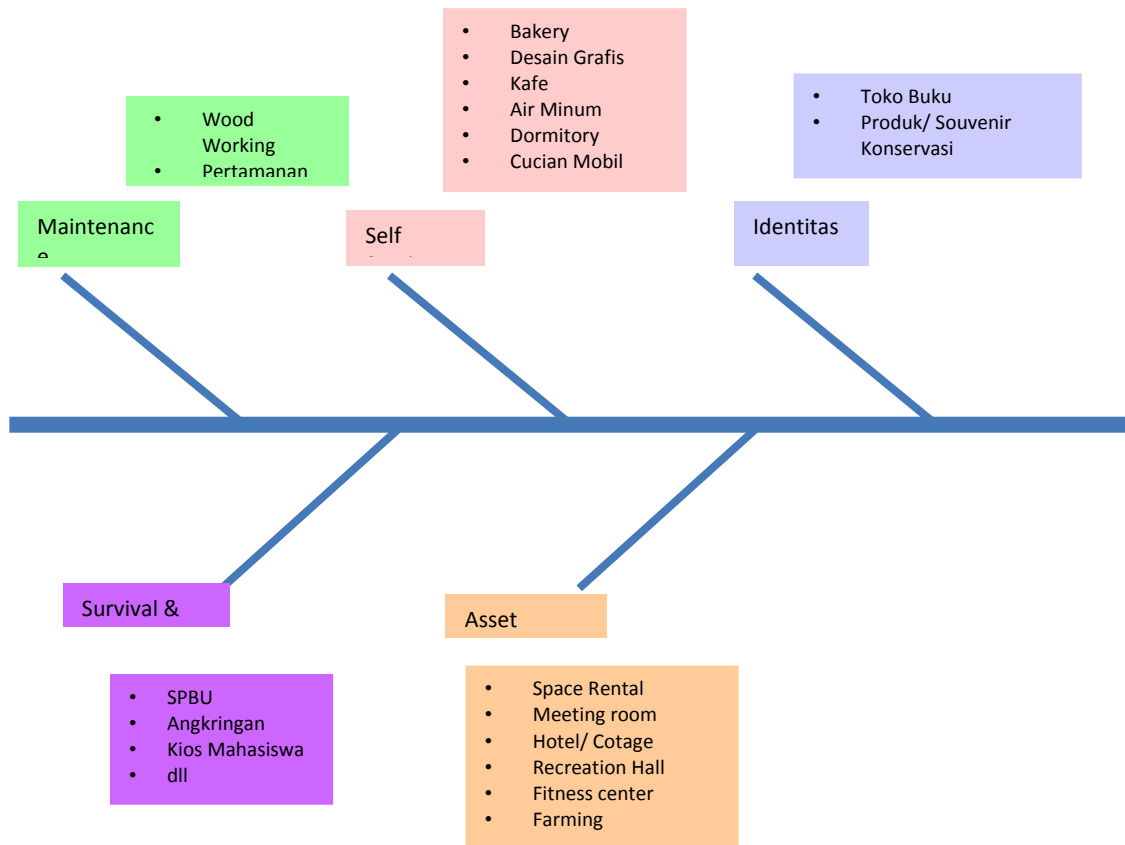 • Bakery
• Desain Grafis
• Kafe
• Air Minum
• Dormitory
• Cucian Mobil
• Toko Buku
• Produk/ Souvenir
Konservasi
• Wood
Working
• Pertamanan
Maintenanc
e
Self
Identitas
Survival &
Asset
• SPBU
• Angkringan
• Kios Mahasiswa
• dll
• Space Rental
• Meeting room
• Hotel/ Cotage
• Recreation Hall
• Fitness center
• Farming